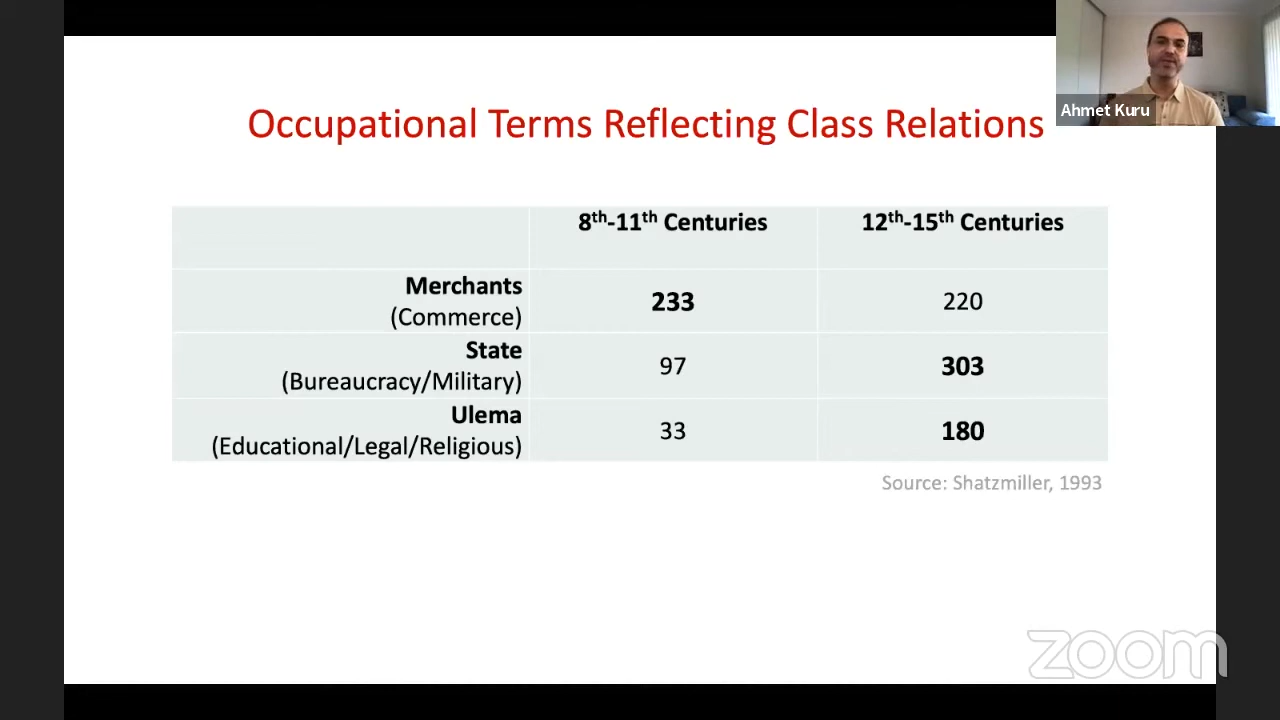 Ahmet Kuru
Occupational Terms Reflecting Class Relations
8th-11th Centuries 12th-15th Centuries
Merchants
(Commerce) 233 220
State
(Bureaucracy/Military) 97 303
Ulema
(Educational/Legal/Religious) 33 180
Source: Shatzmiller, 1993
zoom